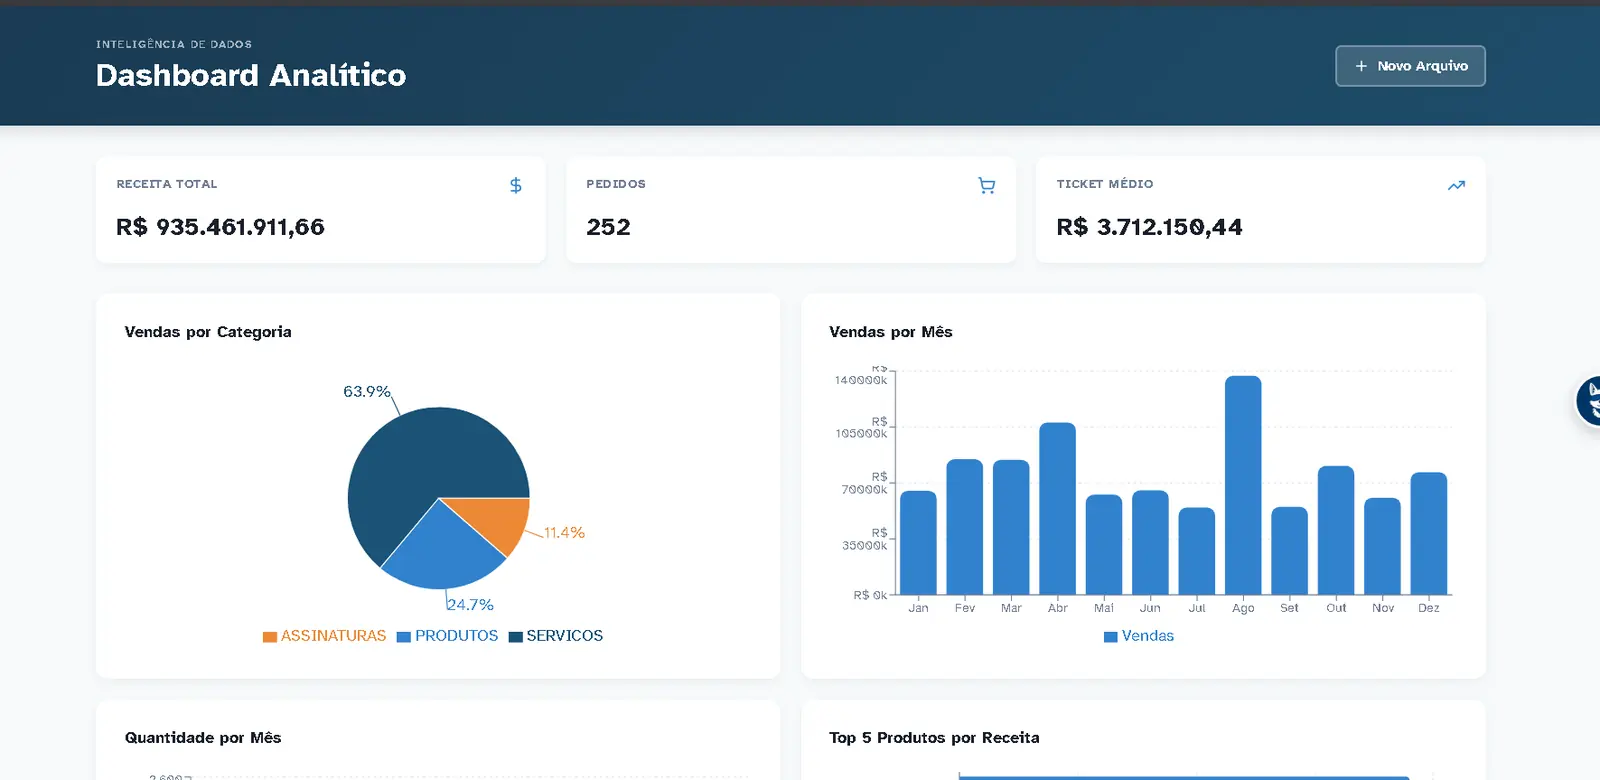 INTELIGÊNCIA DE DADOS
Dashboard Analítico
+ Novo Arquivo
RECEITA TOTAL
$
R$ 935.461.911,66
PEDIDOS
252
TICKET MÉDIO
R$ 3.712.150,44
Vendas por Categoria
63.9%
11.4%
24.7%
ASSINATURAS PRODUTOS SERVICOS
Vendas por Mês
R$
140000k
R$
105000k
R$
70000k
R$
35000k
R$ 0k
Jan Fev Mar Abr Mai Jun Jul Ago Set Out Nov Dez
Vendas
Quantidade por Mês
Top 5 Produtos por Receita